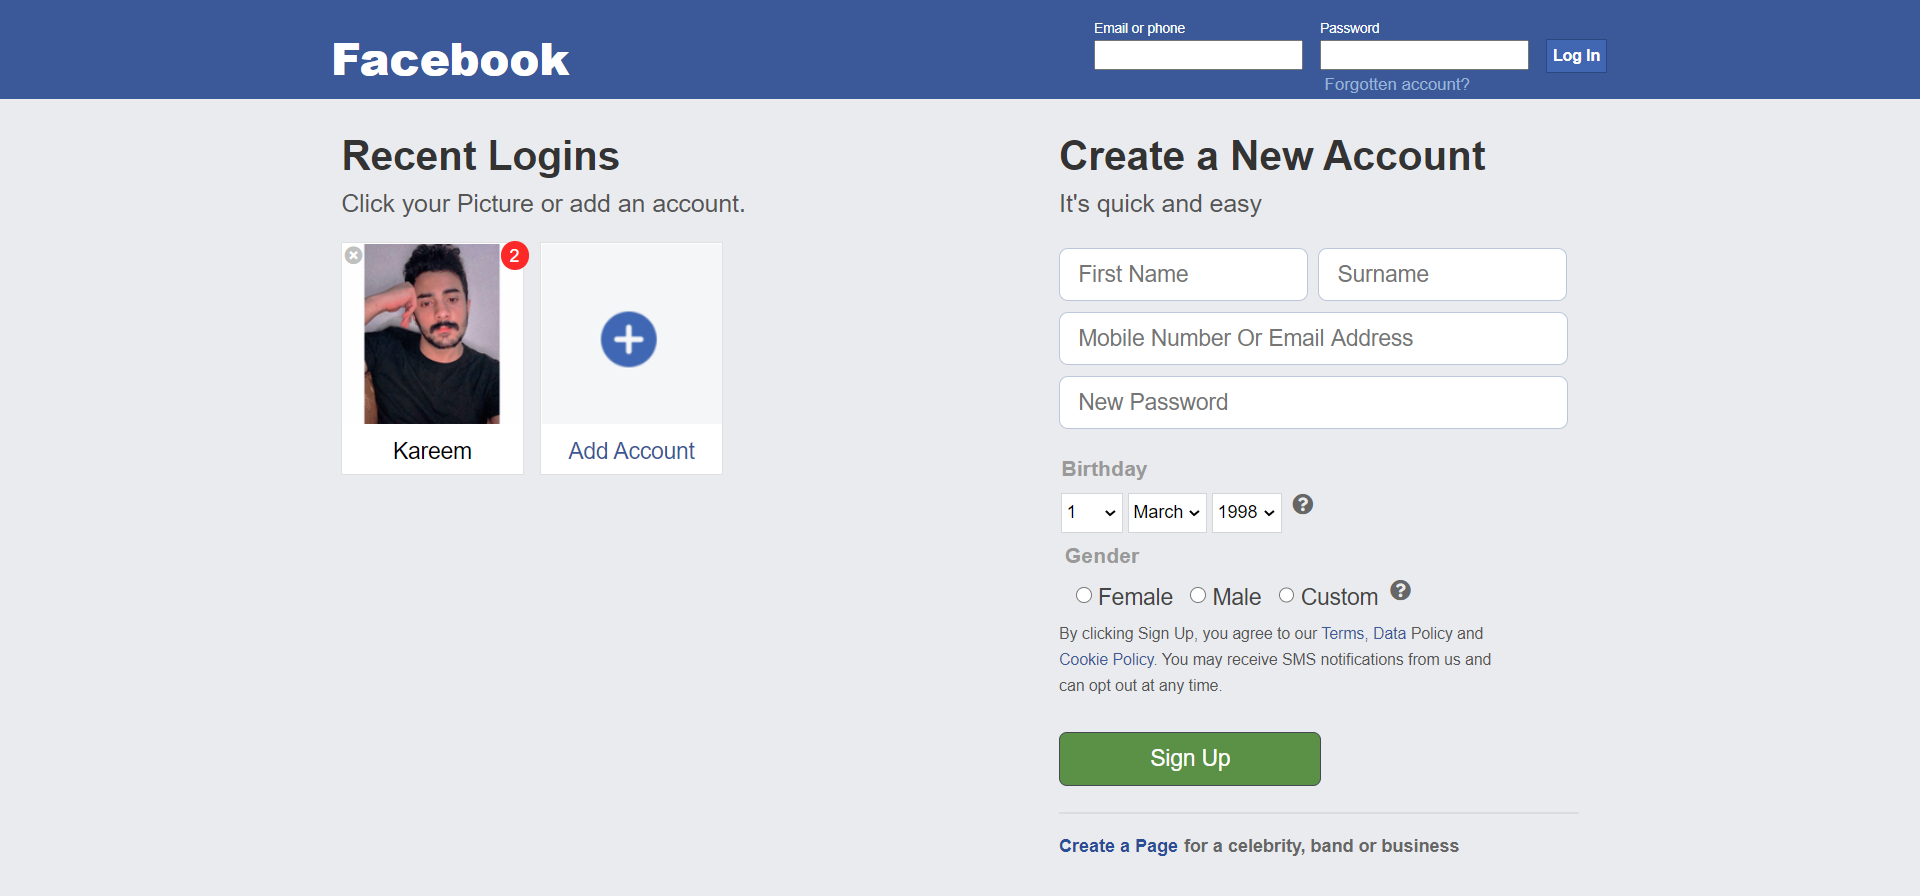 Facebook
Email or phone
Password
Log In
Forgotten account?
Recent Logins
Click your Picture or add an account.
2
Kareem
Add Account
Create a New Account
It's quick and easy
First Name
Surname
Mobile Number Or Email Address
New Password
Birthday
1
March
1998
?
Gender
Female
Male
Custom
?
By clicking Sign Up, you agree to our Terms, Data Policy and
Cookie Policy. You may receive SMS notifications from us and
can opt out at any time.
Sign Up
Create a Page for a celebrity, band or business